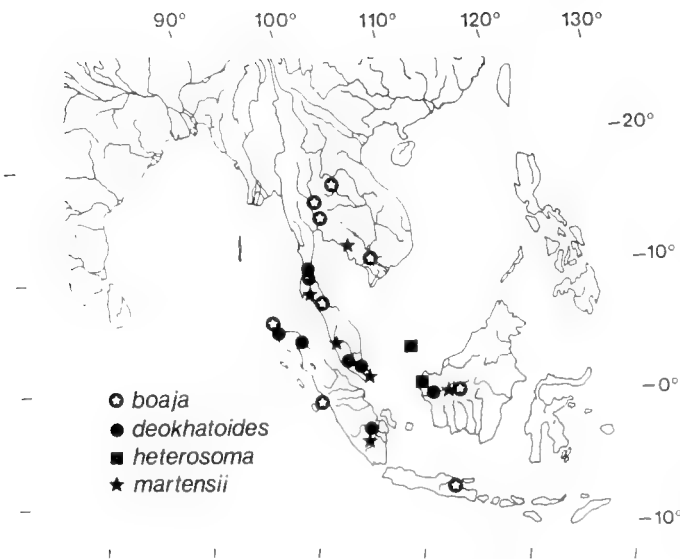 90° 100° 110° 120° 130°
–20°
–10°
–0°
boaja
deokhatoides
heterosoma
martensii
–10°